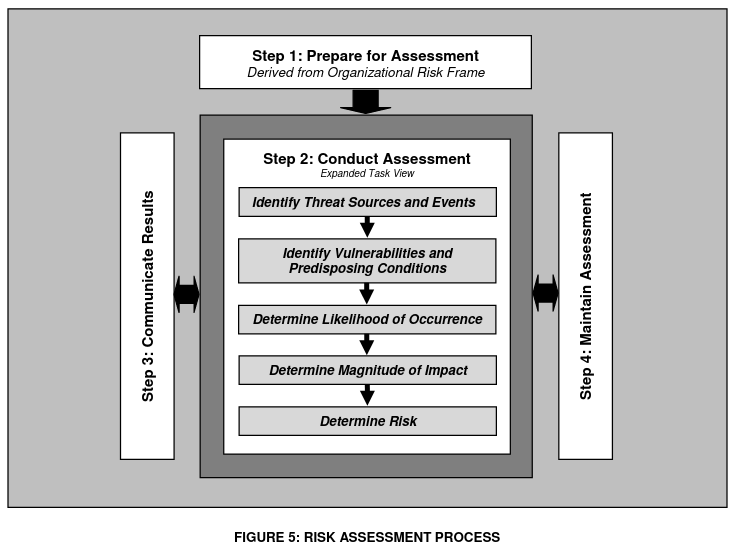 Step 1: Prepare for Assessment
Derived from Organizational Risk Frame
Step 2: Conduct Assessment
Expanded Task View
Identify Threat Sources and Events
Identify Vulnerabilities and
Predisposing Conditions
Determine Likelihood of Occurrence
Determine Magnitude of Impact
Determine Risk
Step 3: Communicate Results
Step 4: Maintain Assessment
FIGURE 5: RISK ASSESSMENT PROCESS